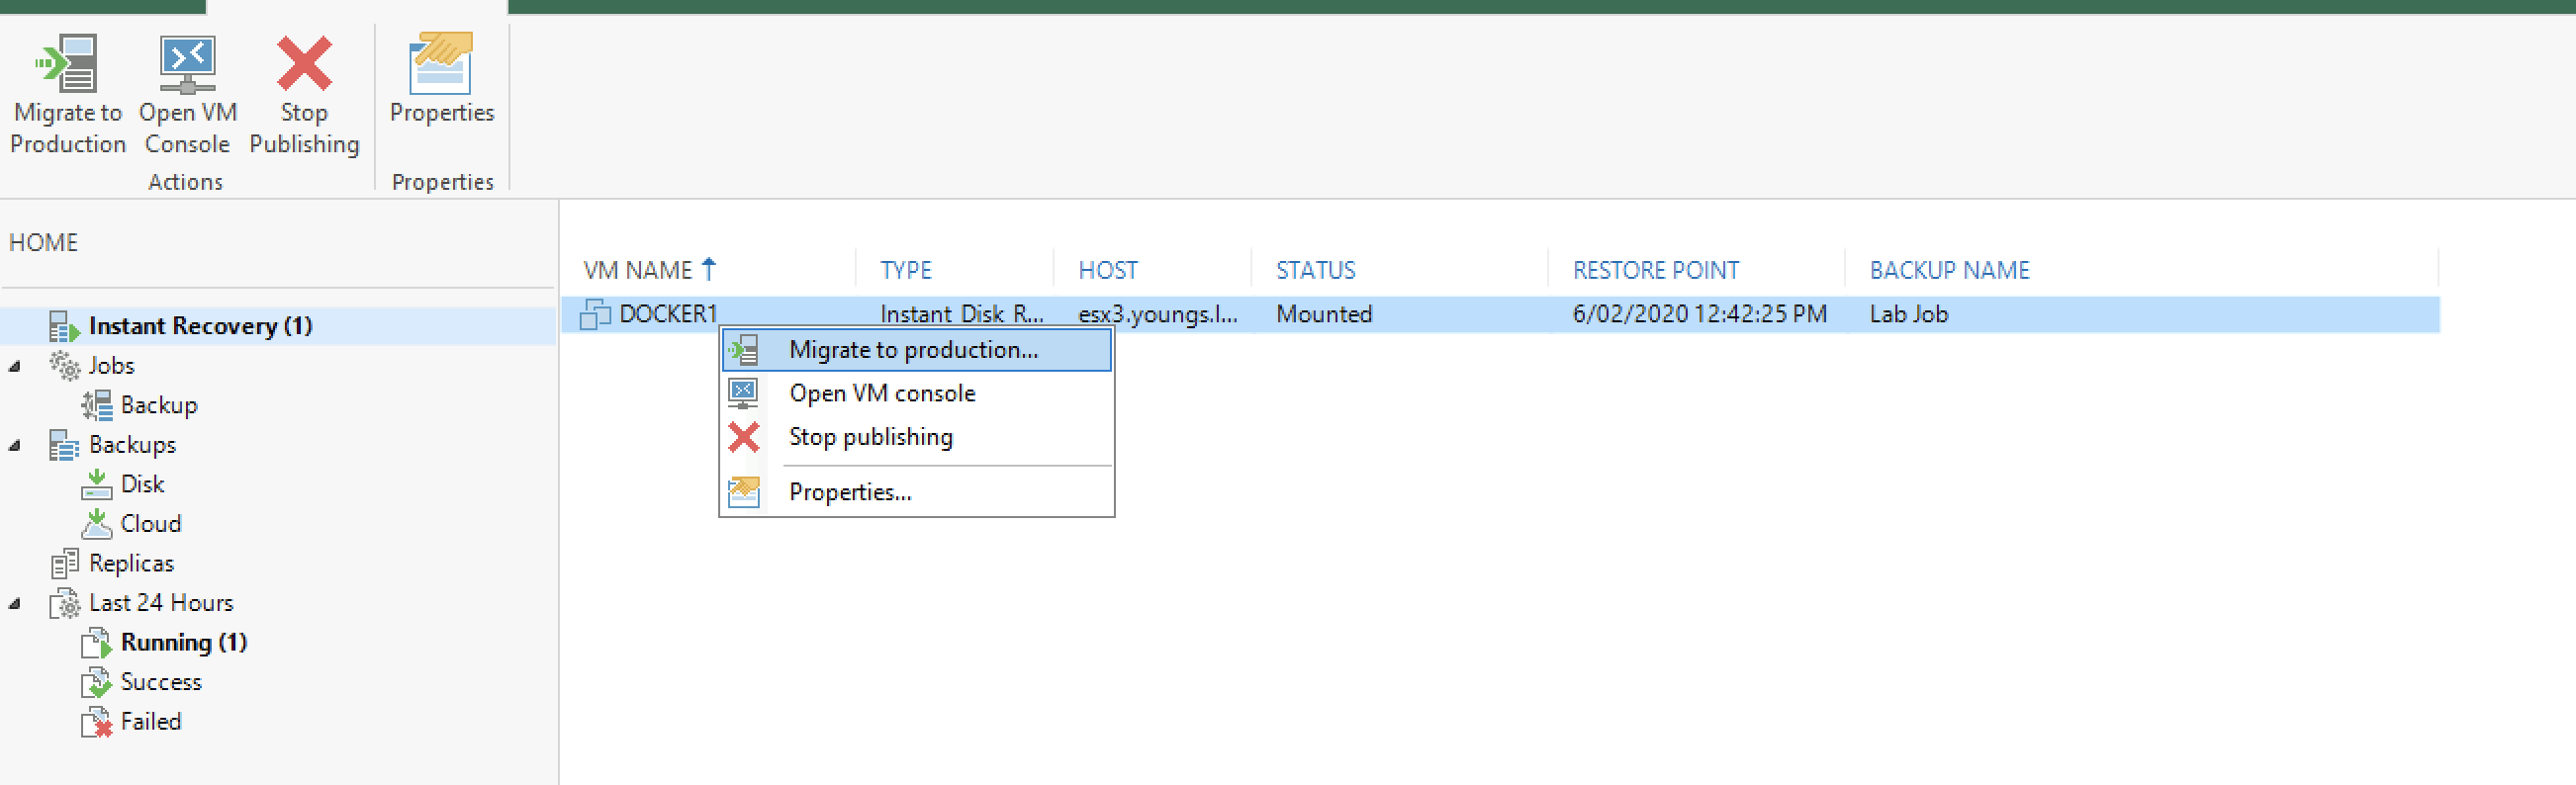 Migrate to
Production
Open VM
Console
Stop
Publishing
Properties
Actions
Properties
HOME
Instant Recovery (1)
Jobs
Backup
Backups
Disk
Cloud
Replicas
Last 24 Hours
Running (1)
Success
Failed
VM NAME TYPE HOST STATUS RESTORE POINT BACKUP NAME
DOCKER1 Instant Disk R... esx3.youngs.l... Mounted 6/02/2020 12:42:25 PM Lab Job
Migrate to production...
Open VM console
Stop publishing
Properties...